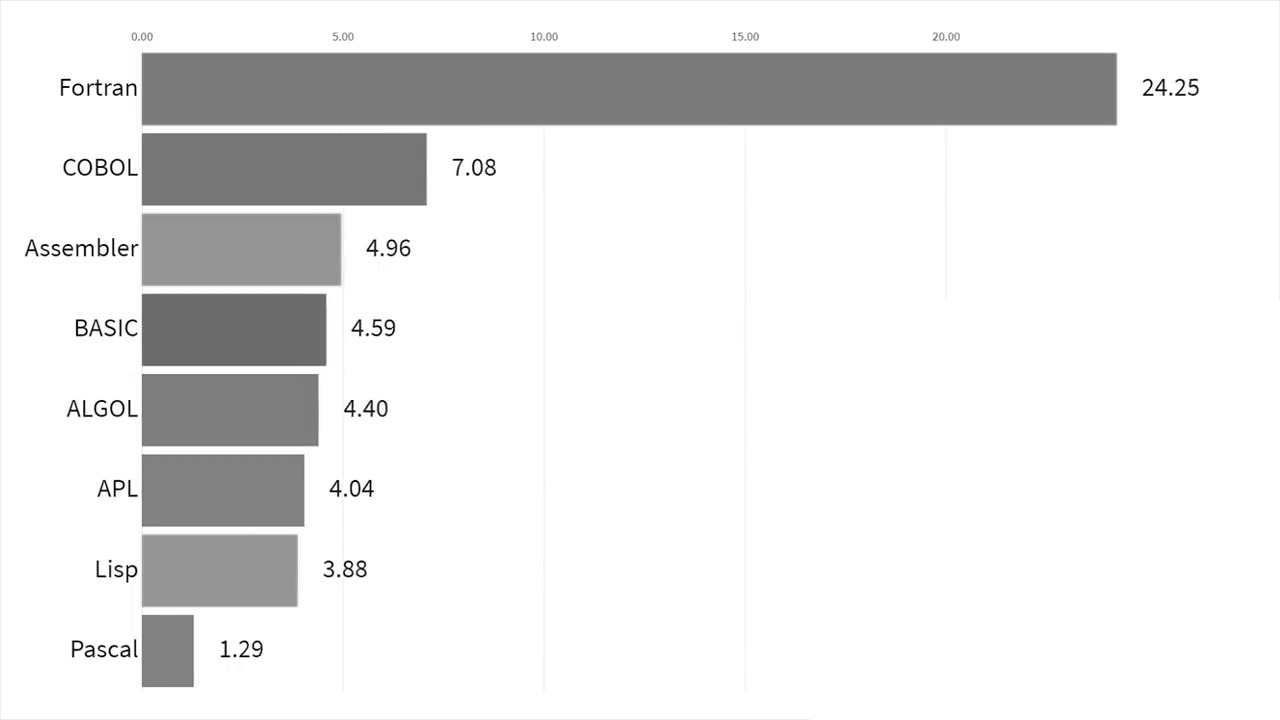 0.00 5.00 10.00 15.00 20.00
Fortran 24.25
COBOL 7.08
Assembler 4.96
BASIC 4.59
ALGOL 4.40
APL 4.04
Lisp 3.88
Pascal 1.29